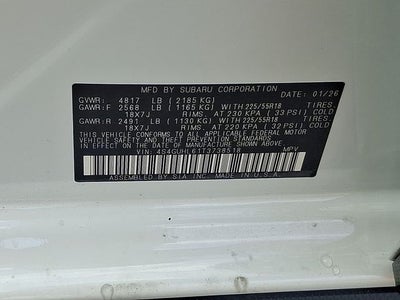 MFD BY SUBARU CORPORATION DATE: 01/26
GVWR: 4817 LB (2185 KG)
GAWR:F 2568 LB (1165 KG) WITH 225/55R18 TIRES,
18X7J RIMS, AT 230 KPA (33 PSI) COLD
GAWR:R 2491 LB (1130 KG) WITH 225/55R18 TIRES,
18X7J RIMS, AT 220 KPA (32 PSI) COLD
THIS VEHICLE CONFORMS TO ALL APPLICABLE FEDERAL MOTOR
VEHICLE SAFETY AND THEFT PREVENTION STANDARDS IN EFFECT
ON THE DATE OF MANUFACTURE SHOWN ABOVE.
VIN: 4S4GUHL61T3738518 MPV
ASSEMBLED BY SIA INC. MADE IN U.S.A.